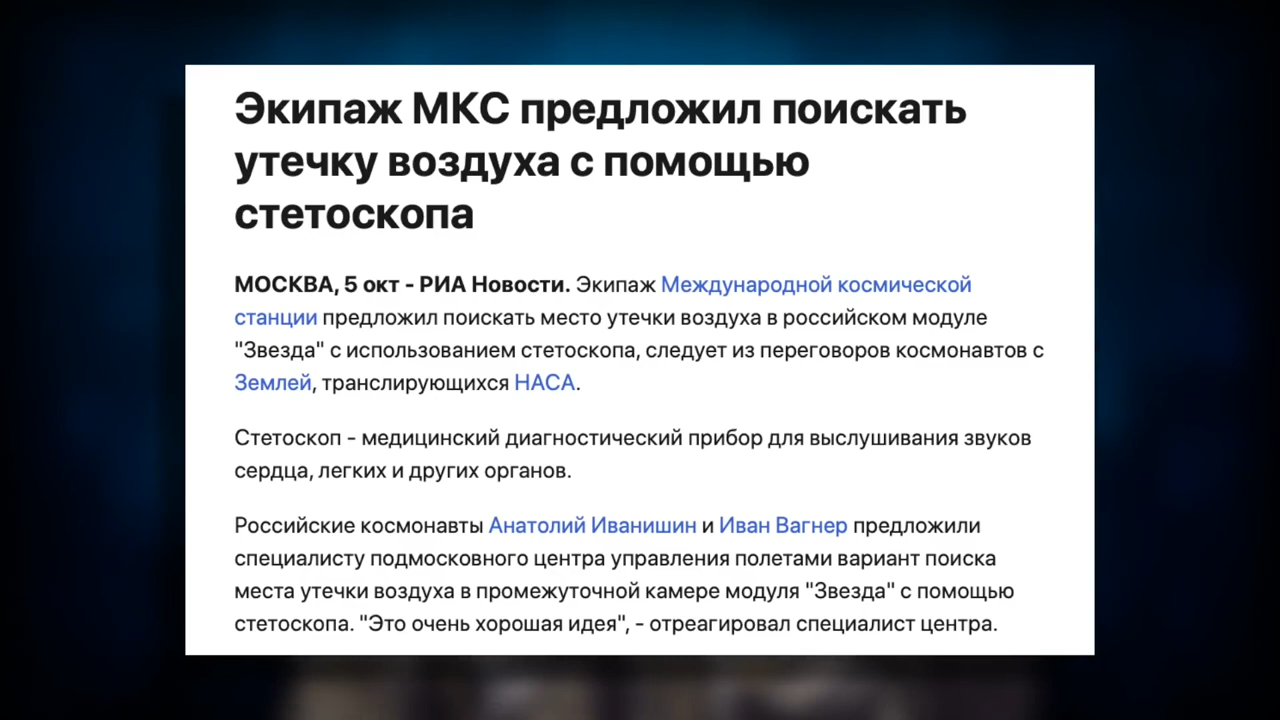 Экипаж МКС предложил поискать
утечку воздуха с помощью
стетоскопа
МОСКВА, 5 окт - РИА Новости. Экипаж Международной космической
станции предложил поискать место утечки воздуха в российском модуле
"Звезда" с использованием стетоскопа, следует из переговоров космонавтов с
Землей, транслирующихся НАСА.
Стетоскоп - медицинский диагностический прибор для выслушивания звуков
сердца, легких и других органов.
Российские космонавты Анатолий Иванишин и Иван Вагнер предложили
специалисту подмосковного центра управления полетами вариант поиска
места утечки воздуха в промежуточной камере модуля "Звезда" с помощью
стетоскопа. "Это очень хорошая идея", - отреагировал специалист центра.